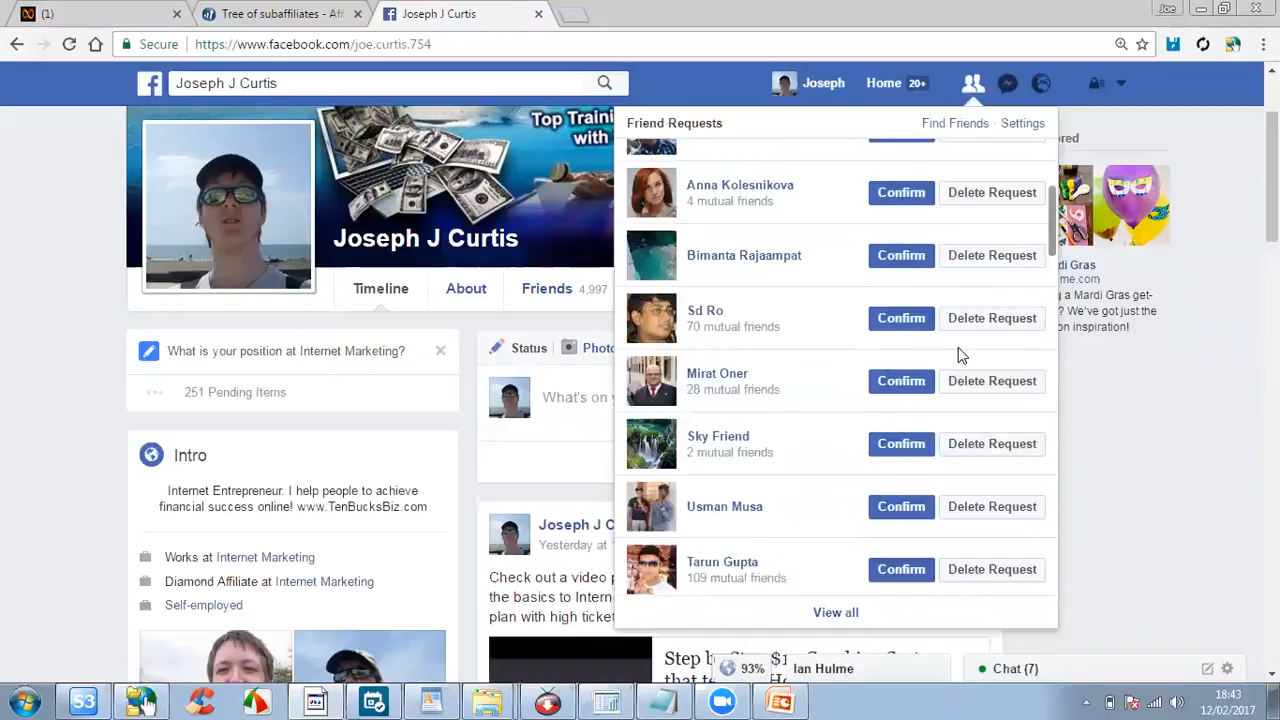 (1)
Tree of subaffiliates - Aff
Joseph J Curtis
Joe
Secure
https://www.facebook.com/joe.curtis.754
Joseph J Curtis
Joseph
Home 20+
Top Traini
with
Joseph J Curtis
Timeline
About
Friends 4,997
Friend Requests
Find Friends · Settings
Anna Kolesnikova
4 mutual friends
Confirm
Delete Request
Bimanta Rajaampat
Confirm
Delete Request
Sd Ro
70 mutual friends
Confirm
Delete Request
Mirat Oner
28 mutual friends
Confirm
Delete Request
Sky Friend
2 mutual friends
Confirm
Delete Request
Usman Musa
Confirm
Delete Request
Tarun Gupta
109 mutual friends
Confirm
Delete Request
View all
ored
di Gras
me.com
g a Mardi Gras get-
? We've got just the
on inspiration!
What is your position at Internet Marketing?
251 Pending Items
Intro
Internet Entrepreneur. I help people to achieve
financial success online! www.TenBucksBiz.com
Works at Internet Marketing
Diamond Affiliate at Internet Marketing
Self-employed
Status
Photo
What's on y
Joseph J C
Yesterday at 1
Check out a video p
the basics to Intern
plan with high ticket
93%
Ian Hulme
Chat (7)
S3
18:43
12/02/2017